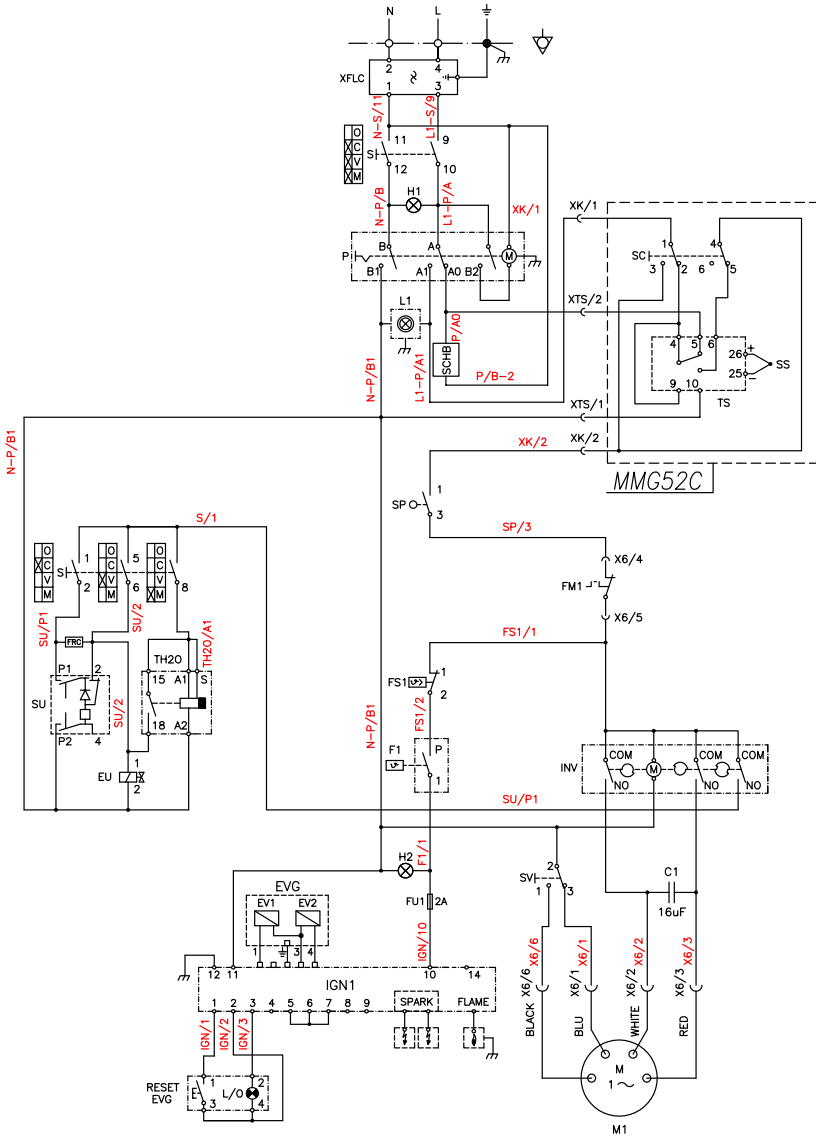 N L
XFLC 2 4
1 3
N-S/11 L1-S/9
O
C
V
M
S 11 9
12 10
N-P/B H1 L1-P/A XK/1
P B A M
B1 A1 A0 B2
L1
P/A0
SCHB
N-P/B1 L1-P/A1 P/B-2
XK/1
XTS/2
XTS/1
XK/2 XK/2
SC 1 4
3 2 6 5
4 5 6
26 +
25 −
SS
9 10
TS
MMG52C
N-P/B1
SP 1
3
SP/3
X6/4
FM1
X6/5
S/1
O
C
V
M
S 1
2
O
C
V
M
5
6
O
C
V
M
8
SU/P1 SU/2 TH20/A1
FRC
P1 2
SU
P2 4
SU/2
TH20
15 A1 S
18 A2
EU 1
2
N-P/B1
FS1/1
FS1 1
2
FS1/2
F1 P
1
F1/1
INV COM M COM COM
NO NO NO
SU/P1
H2
FU1 2A
IGN/10
EVG
EV1 EV2
1 3 4
12 11 10 14
IGN1
1 2 3 4 5 6 7 8 9 SPARK FLAME
IGN/1 IGN/2 IGN/3
RESET
EVG
E 1 L/O 2
3 4
SV 2
1 3
C1
16uF
X6/6 X6/1 X6/2 X6/3
X6/6 X6/1 X6/2 X6/3
BLACK BLU WHITE RED
M
1 ~
M1